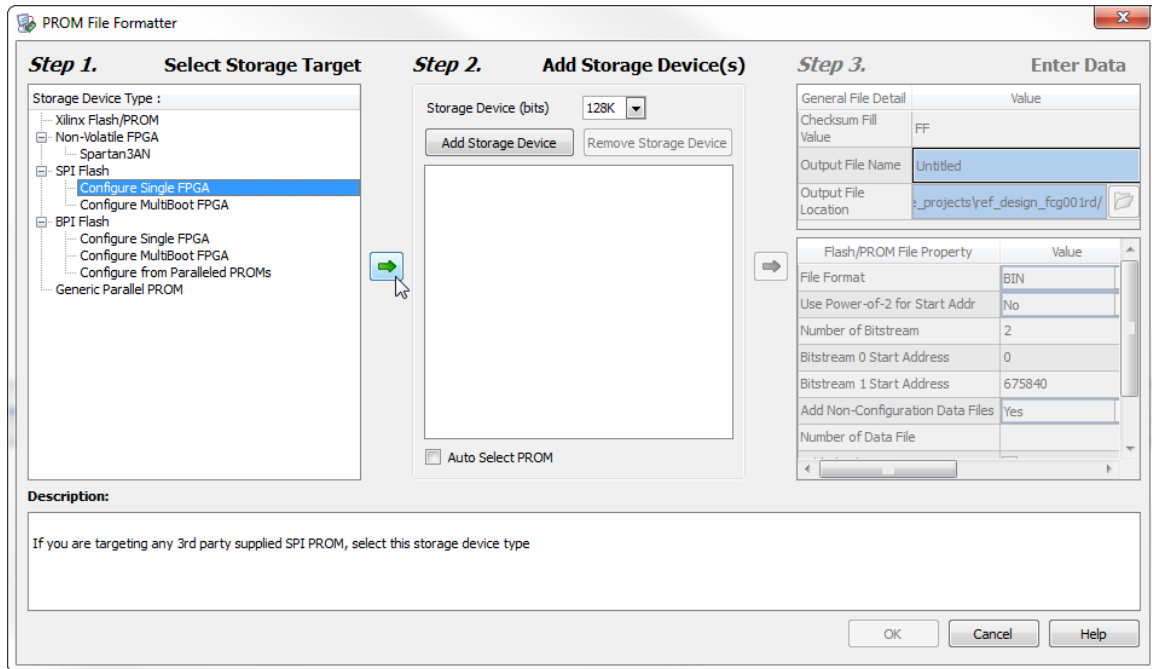 PROM File Formatter
Step 1. Select Storage Target
Storage Device Type :
Xilinx Flash/PROM
Non-Volatile FPGA
Spartan3AN
SPI Flash
Configure Single FPGA
Configure MultiBoot FPGA
BPI Flash
Configure Single FPGA
Configure MultiBoot FPGA
Configure from Paralleled PROMs
Generic Parallel PROM
Step 2. Add Storage Device(s)
Storage Device (bits) 128K
Add Storage Device Remove Storage Device
Auto Select PROM
Step 3. Enter Data
General File Detail Value
Checksum Fill
Value FF
Output File Name Untitled
Output File
Location e_projects\ref_design_fcg001rd/
Flash/PROM File Property Value
File Format BIN
Use Power-of-2 for Start Addr No
Number of Bitstream 2
Bitstream 0 Start Address 0
Bitstream 1 Start Address 675840
Add Non-Configuration Data Files Yes
Number of Data File
Description:
If you are targeting any 3rd party supplied SPI PROM, select this storage device type
OK Cancel Help